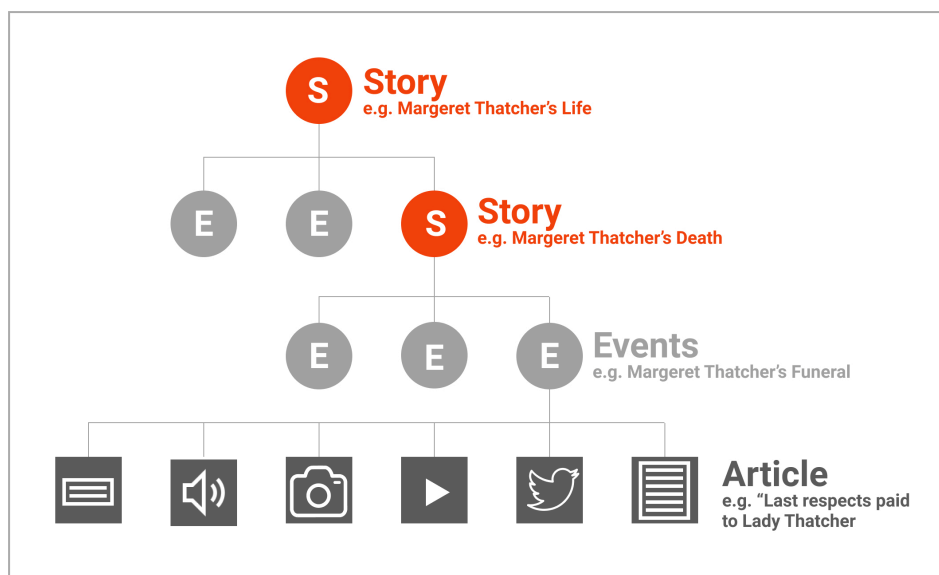 S
Story
e.g. Margeret Thatcher’s Life
E
E
S
Story
e.g. Margeret Thatcher’s Death
E
E
E
Events
e.g. Margeret Thatcher’s Funeral
Article
e.g. “Last respects paid
to Lady Thatcher